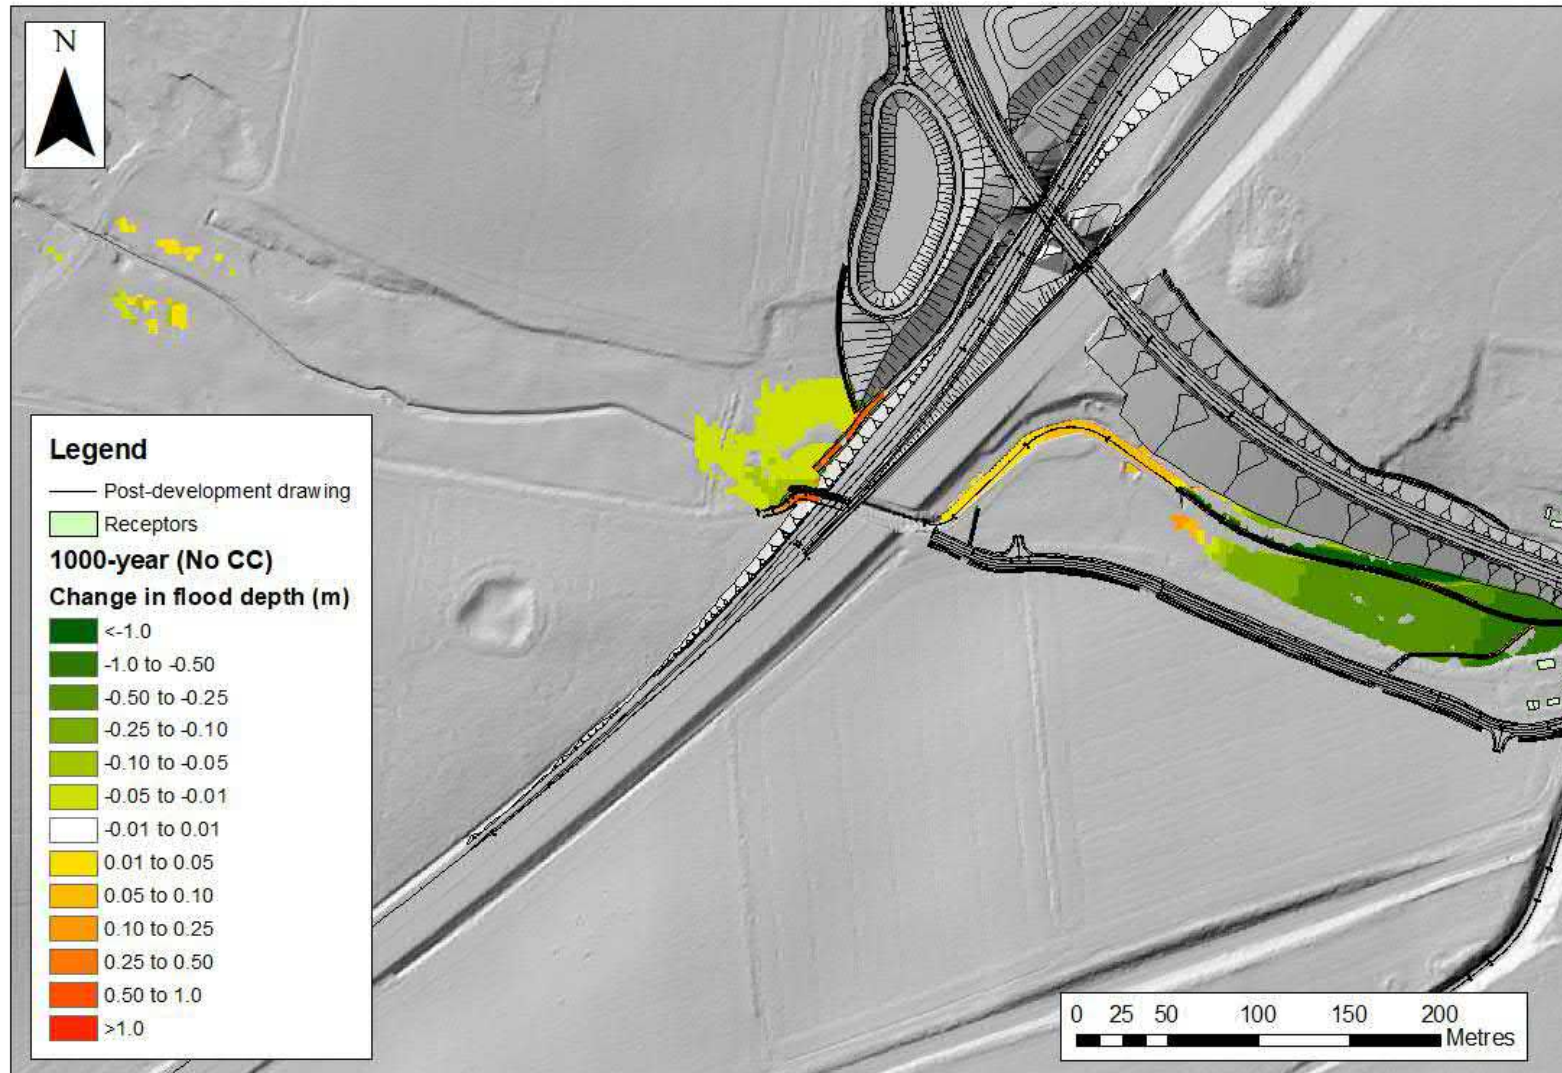 N
Legend
Post-development drawing
Receptors
1000-year (No CC)
Change in flood depth (m)
<-1.0
-1.0 to -0.50
-0.50 to -0.25
-0.25 to -0.10
-0.10 to -0.05
-0.05 to -0.01
-0.01 to 0.01
0.01 to 0.05
0.05 to 0.10
0.10 to 0.25
0.25 to 0.50
0.50 to 1.0
>1.0
0 25 50 100 150 200
Metres